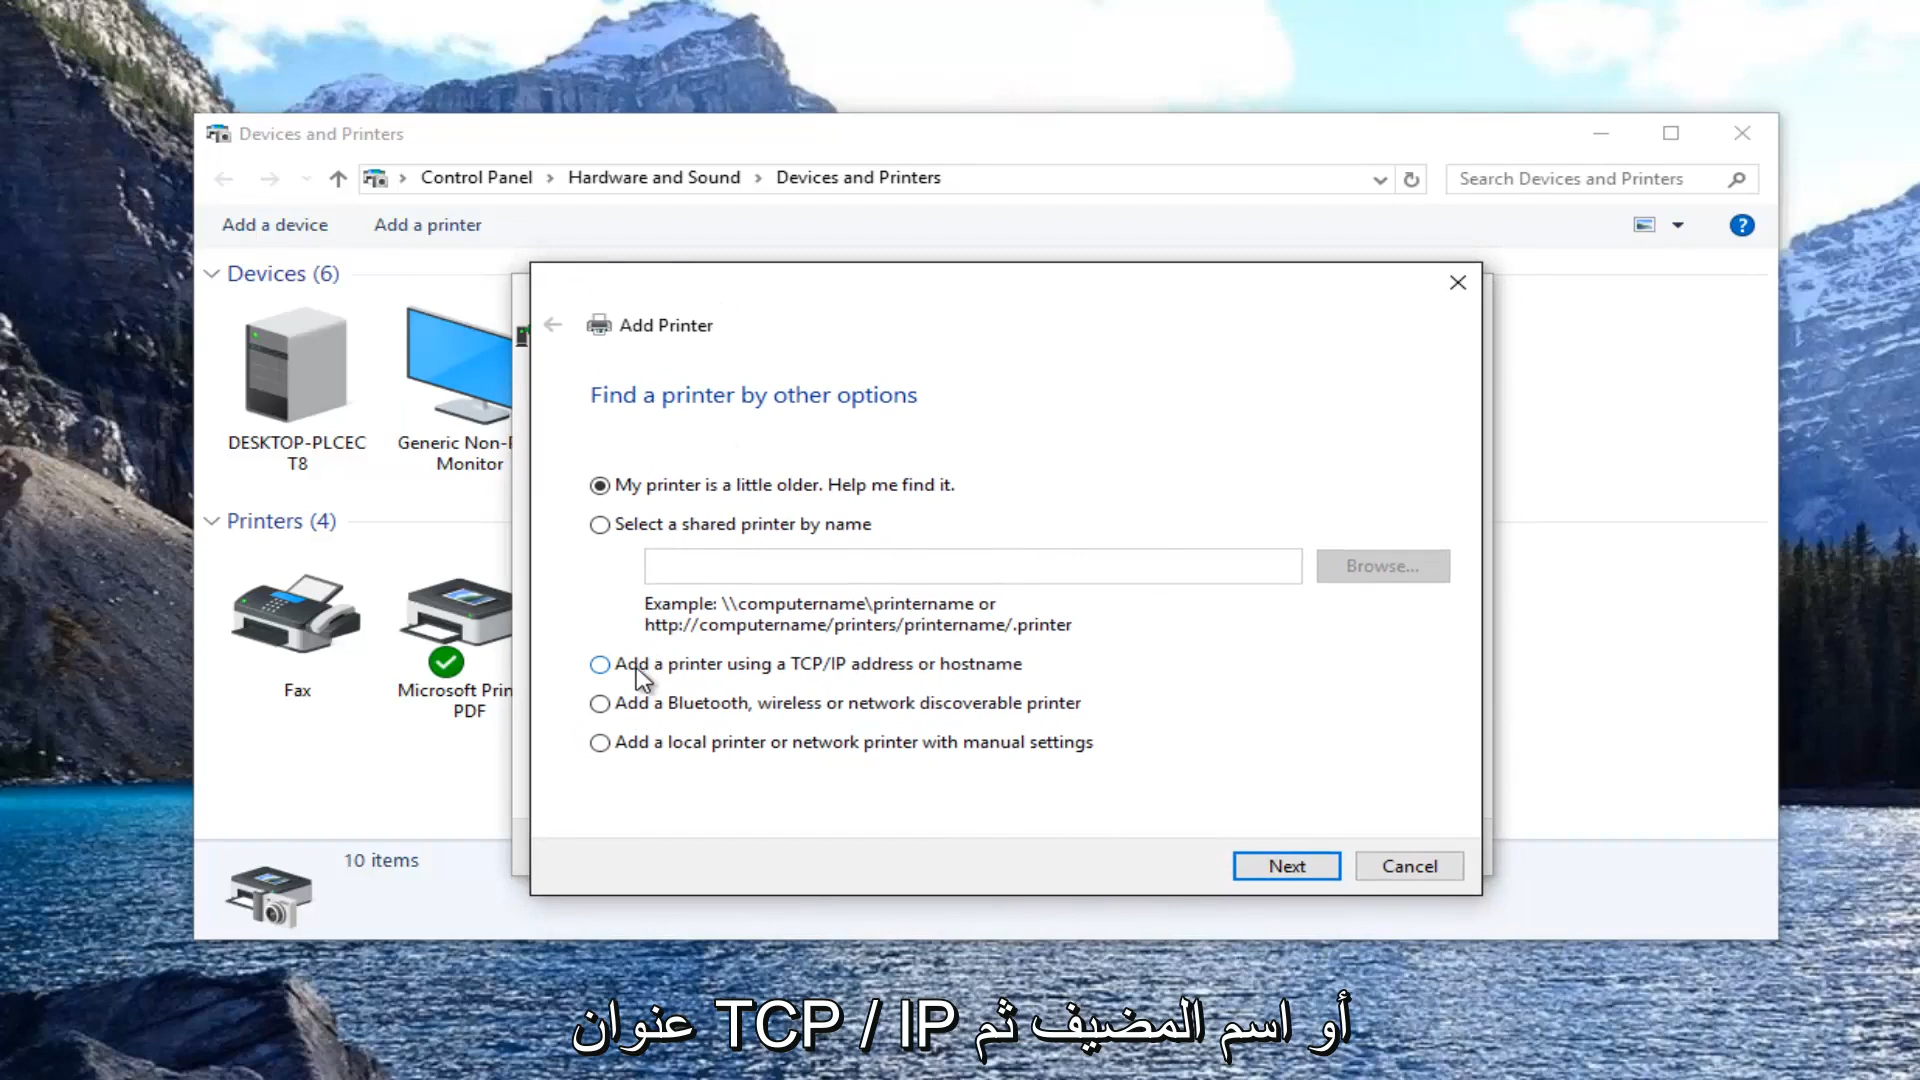 Devices and Printers
Control Panel > Hardware and Sound > Devices and Printers
Search Devices and Printers
Add a device
Add a printer
?
Devices (6)
DESKTOP-PLCEC
T8
Generic Non-P
Monitor
Printers (4)
Fax
Microsoft Prin
PDF
10 items
Add Printer
Find a printer by other options
My printer is a little older. Help me find it.
Select a shared printer by name
Browse...
Example: \\computername\printername or
http://computername/printers/printername/.printer
Add a printer using a TCP/IP address or hostname
Add a Bluetooth, wireless or network discoverable printer
Add a local printer or network printer with manual settings
Next
Cancel
أو اسم المضيف ثم TCP / IP عنوان